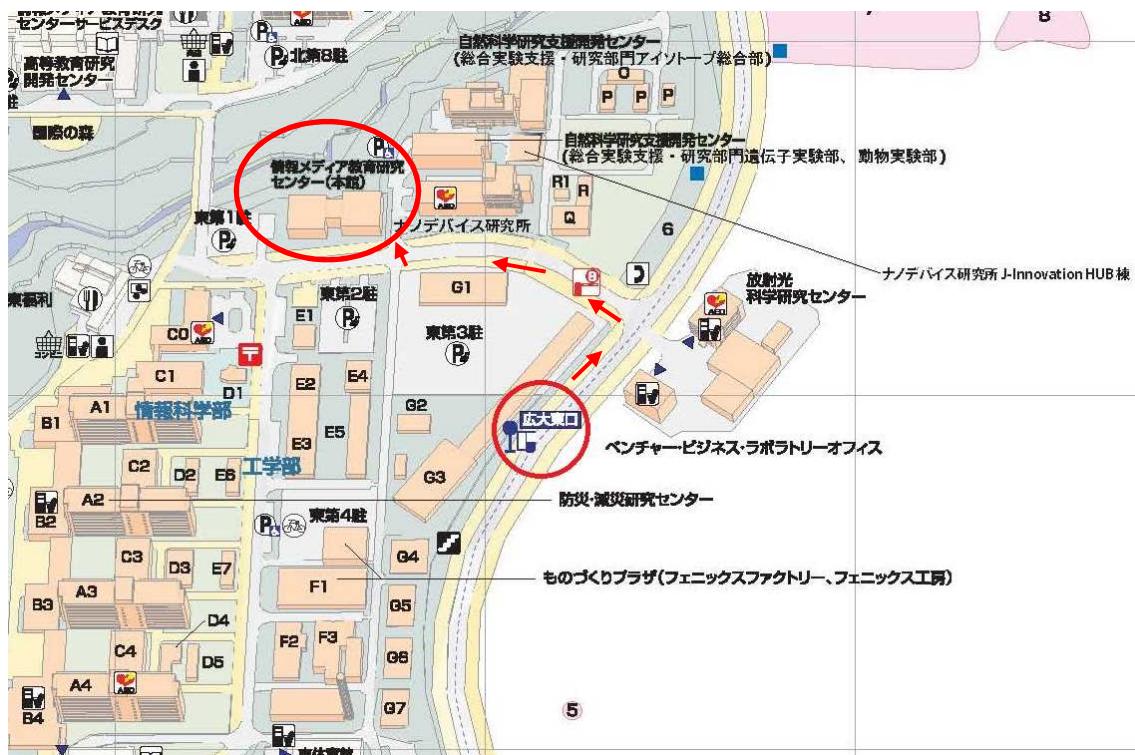 センターサービスデスク
高等教育研究
開発センター
国際の森
北第8駐
自然科学研究支援開発センター
(総合実験支援・研究部門アイソトープ総合部)
7
8
O
P
P
P
自然科学研究支援開発センター
(総合実験支援・研究部門遺伝子実験部、動物実験部)
情報メディア教育研究
センター(本館)
AED
R1
R
Q
6
ナノデバイス研究所
東第1駐
ナノデバイス研究所 J-Innovation HUB 棟
放射光
科学研究センター
AED
東福利
東第2駐
G1
E1
東第3駐
C0
AED
C1
D1
E2
E4
G2
広大東口
A1
B1
情報科学部
E3
E5
ベンチャー・ビジネス・ラボラトリーオフィス
C2
D2
E6
工学部
G3
A2
B2
防災・減災研究センター
東第4駐
C3
D3
E7
G4
F1
ものづくりプラザ(フェニックスファクトリー、フェニックス工房)
A3
B3
D4
G5
C4
D5
F2
F3
G6
A4
AED
B4
G7
5